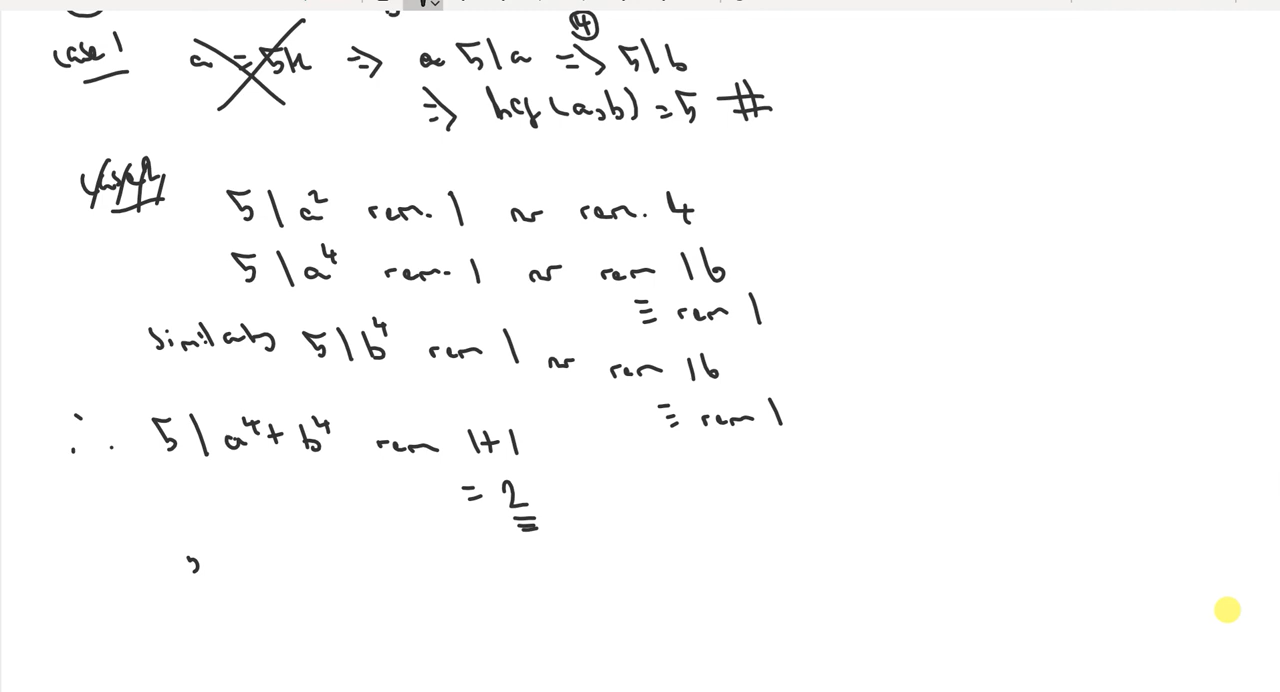 ④
case 1 a = 5k ⇒ 5|a ⇒ 5|b
⇒ hcf(a,b) = 5 #
case 2
5 | a² rem. 1 or rem. 4
5 | a⁴ rem. 1 or rem 16
≡ rem 1
Similarly 5|b⁴ rem 1 or rem 16
≡ rem 1
∴ 5 | a⁴ + b⁴ rem 1+1
= 2